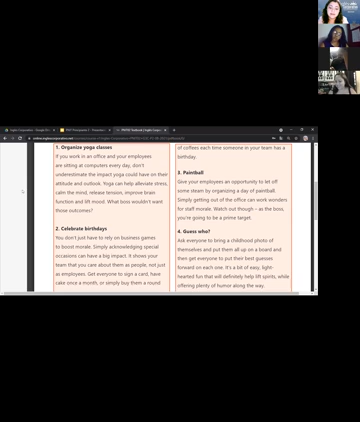 1. Organize yoga classes
If you work in an office and your employees
are sitting at computers every day, don't
underestimate the impact yoga could have on their
attitude and outlook. Yoga can help alleviate stress,
calm the mind, release tension, improve brain
function and lift mood. What boss wouldn't want
those outcomes?
2. Celebrate birthdays
You don't just have to rely on business games
to boost morale. Simply acknowledging special
occasions can have a big impact. It shows your
team that you care about them as people, not just
as employees. Get everyone to sign a card, have
cake once a month; or simply buy them a round
of coffees each time someone in your team has a
birthday.
3. Paintball
Give your employees an opportunity to let off
some steam by organizing a day of paintball.
Simply getting out of the office can work wonders
for staff morale. Watch out though – as the boss,
you're going to be a prime target.
4. Guess who?
Ask everyone to bring a childhood photo of
themselves and put them all up on a board and
then get everyone to put their best guesses
forward on each one. It's a bit of easy, light-
hearted fun that will definitely help lift spirits, while
offering plenty of humor along the way.